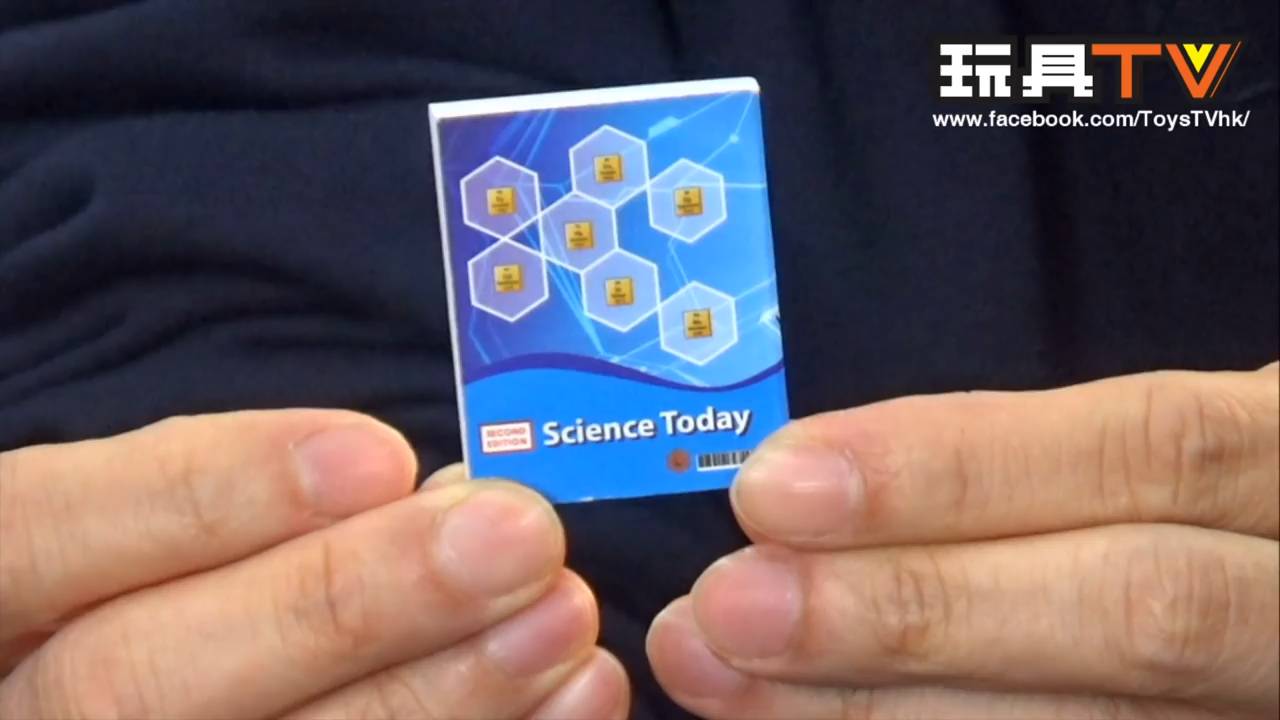 玩具TV
www.facebook.com/ToysTVhk/
SECOND
EDITION
Science Today